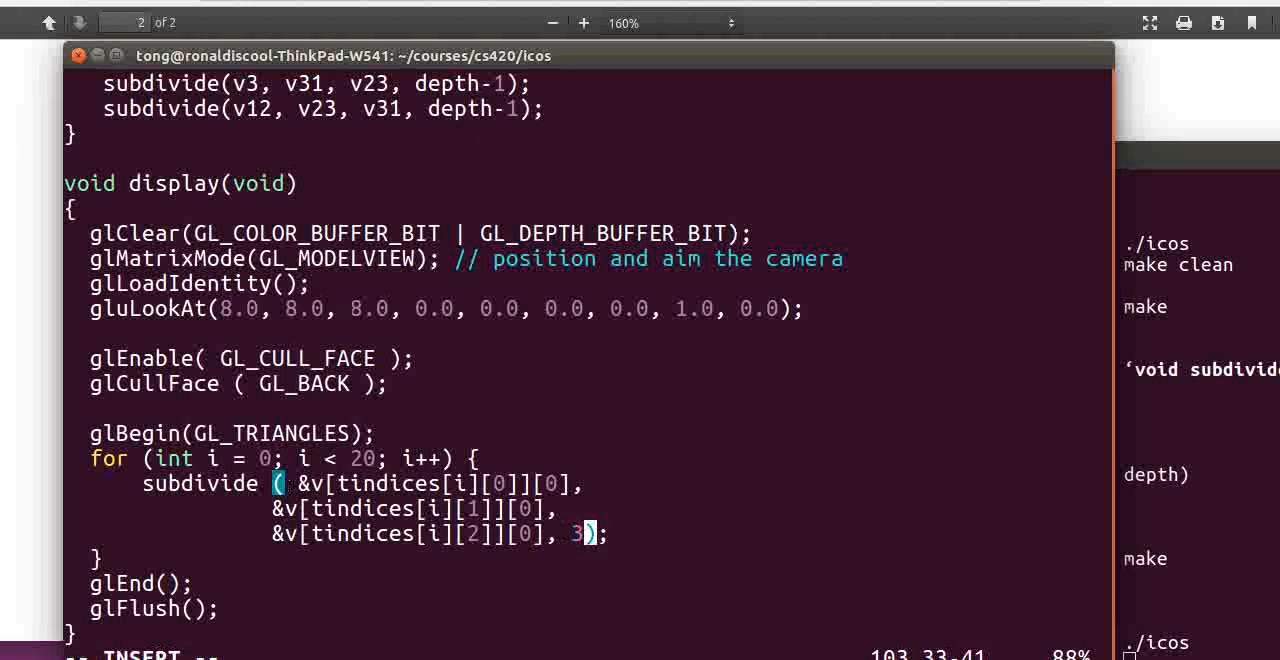 2 of 2
160%
tong@ronaldiscool-ThinkPad-W541: ~/courses/cs420/icos
subdivide(v3, v31, v23, depth-1);
subdivide(v12, v23, v31, depth-1);
}
void display(void)
{
glClear(GL_COLOR_BUFFER_BIT | GL_DEPTH_BUFFER_BIT);
glMatrixMode(GL_MODELVIEW); // position and aim the camera
glLoadIdentity();
gluLookAt(8.0, 8.0, 8.0, 0.0, 0.0, 0.0, 0.0, 1.0, 0.0);
glEnable( GL_CULL_FACE );
glCullFace ( GL_BACK );
glBegin(GL_TRIANGLES);
for (int i = 0; i < 20; i++) {
subdivide ( &v[tindices[i][0]][0],
&v[tindices[i][1]][0],
&v[tindices[i][2]][0], 3);
}
glEnd();
glFlush();
}
-- INSERT --
103,33-41
88%
./icos
make clean
make
‘void subdivide
depth)
make
./icos